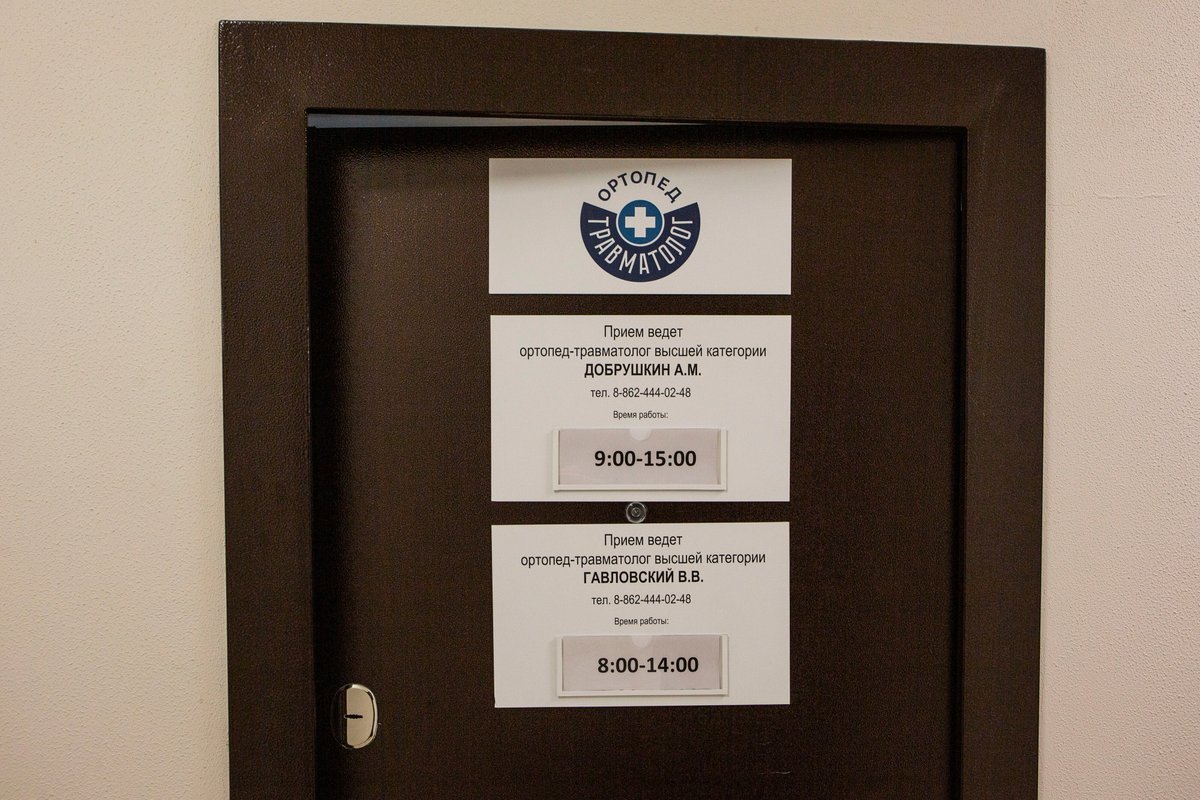 ОРТОПЕД
ТРАВМАТОЛОГ
Прием ведет
ортопед-травматолог высшей категории
ДОБРУШКИН А.М.
тел. 8-862-444-02-48
Время работы:
9:00-15:00
Прием ведет
ортопед-травматолог высшей категории
ГАВЛОВСКИЙ В.В.
тел. 8-862-444-02-48
Время работы:
8:00-14:00